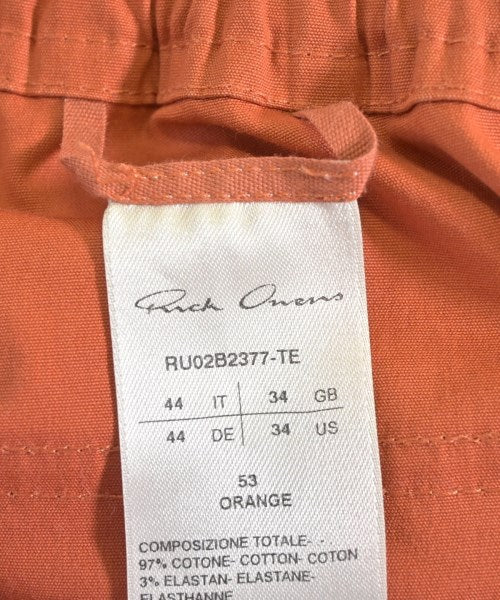 Rick Owens
RU02B2377-TE
44 IT 34 GB
44 DE 34 US
53
ORANGE
COMPOSIZIONE TOTALE- -
97% COTONE- COTTON- COTON
3% ELASTAN- ELASTANE-
ELASTHANNE